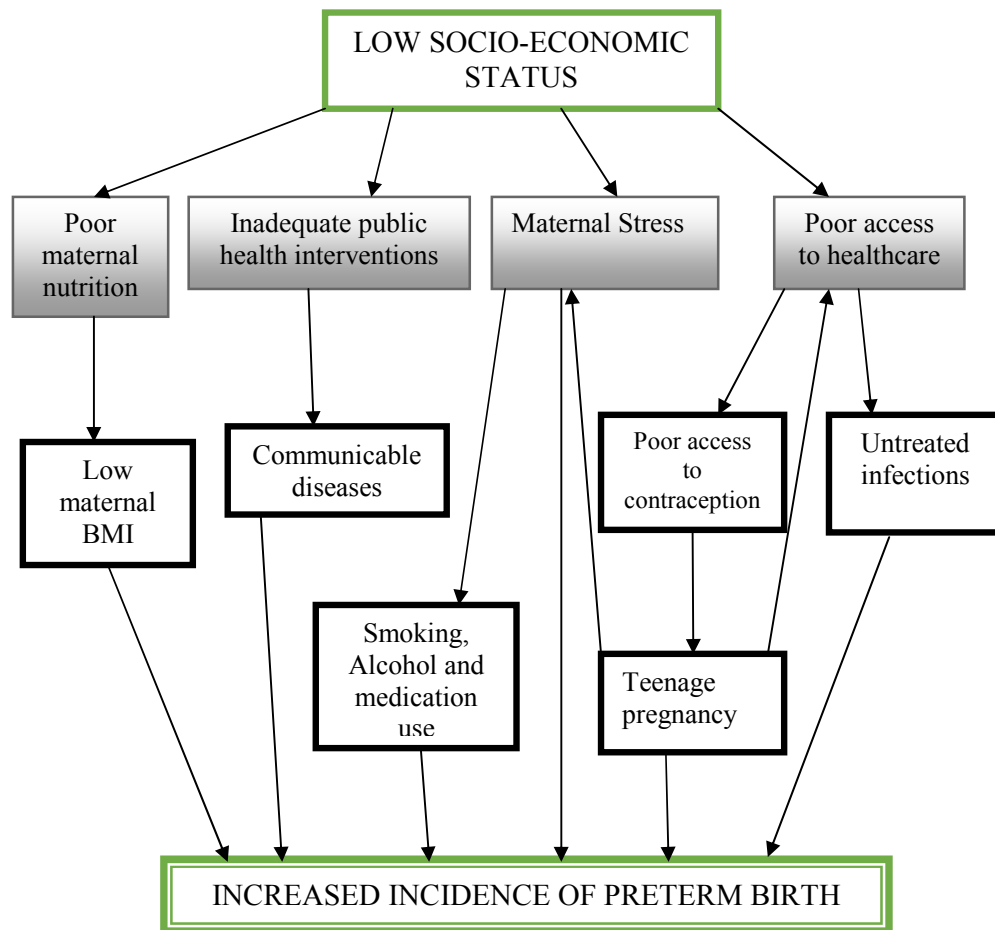 LOW SOCIO-ECONOMIC
STATUS
Poor
maternal
nutrition
Inadequate public
health interventions
Maternal Stress
Poor access
to healthcare
Low
maternal
BMI
Communicable
diseases
Poor access
to
contraception
Untreated
infections
Smoking,
Alcohol and
medication
use
Teenage
pregnancy
INCREASED INCIDENCE OF PRETERM BIRTH